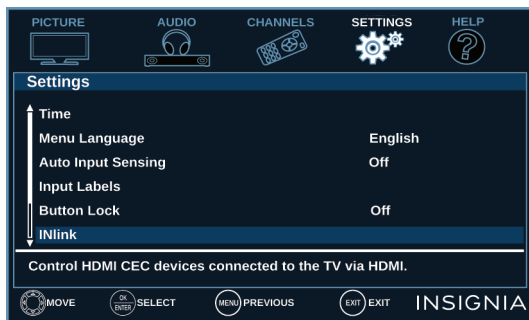 PICTURE AUDIO CHANNELS SETTINGS HELP
Settings
Time
Menu Language English
Auto Input Sensing Off
Input Labels
Button Lock Off
INlink
Control HDMI CEC devices connected to the TV via HDMI.
MOVE OK ENTER SELECT MENU PREVIOUS EXIT EXIT INSIGNIA